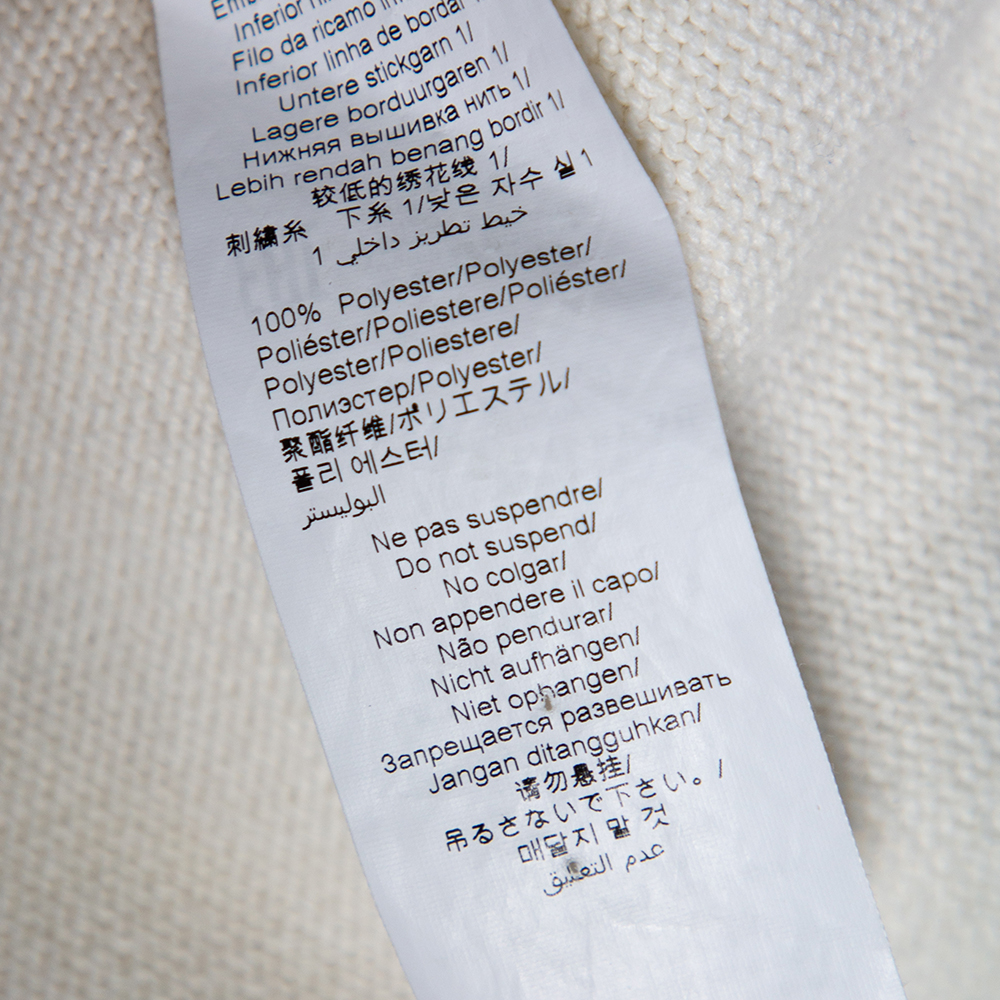 Inferior
Filo da ricamo
Inferior linha de bordar
Untere stickgarn 1/
Lagere borduurgaren 1/
Нижняя вышивка нить 1/
Lebih rendah benang bordir 1/
较低的绣花线 1/
刺繍糸 下糸 1/낮은 자수 실 1
خيط تطريز داخلي 1
100% Polyester/Polyester/
Poliéster/Poliestere/Poliéster/
Polyester/Poliestere/
Полиэстер/Polyester/
聚酯纤维/ポリエステル/
폴리 에스터/
البوليستر
Ne pas suspendre/
Do not suspend/
No colgar/
Non appendere il capo/
Não pendurar/
Nicht aufhängen/
Niet ophangen/
Запрещается развешивать
Jangan ditangguhkan/
请勿悬挂/
吊るさないで下さい。/
매달지 말 것
عدم التعليق